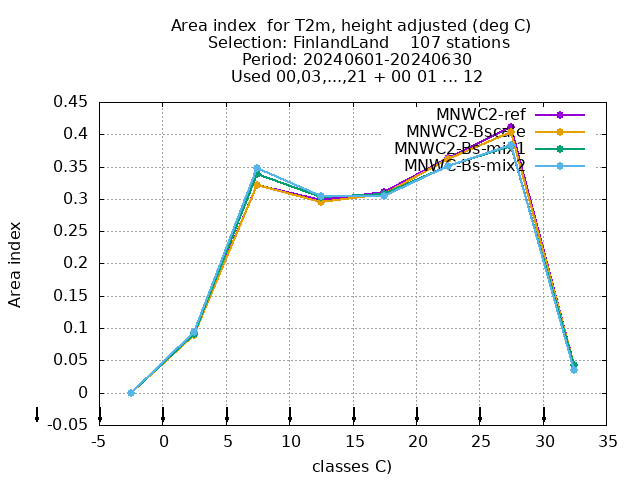 Area index  for T2m, height adjusted (deg C)
Selection: FinlandLand    107 stations
Period: 20240601-20240630
Used 00,03,...,21 + 00 01 ... 12
MNWC2-ref
MNWC2-Bscale
MNWC2-Bs-mix1
MNWC-Bs-mix2
Area index
0.45
0.4
0.35
0.3
0.25
0.2
0.15
0.1
0.05
0
-0.05
-5 0 5 10 15 20 25 30 35
classes C)